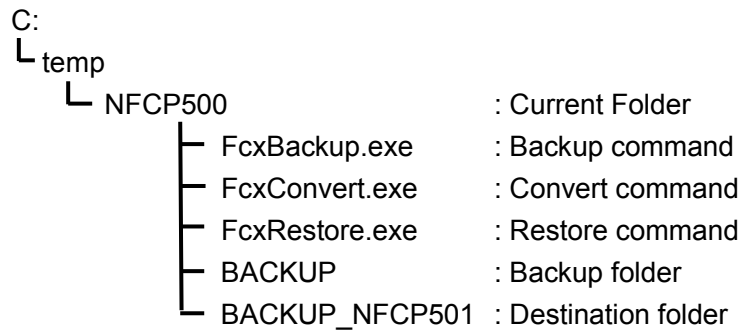 C:
temp
NFCP500 : Current Folder
FcxBackup.exe : Backup command
FcxConvert.exe : Convert command
FcxRestore.exe : Restore command
BACKUP : Backup folder
BACKUP_NFCP501 : Destination folder